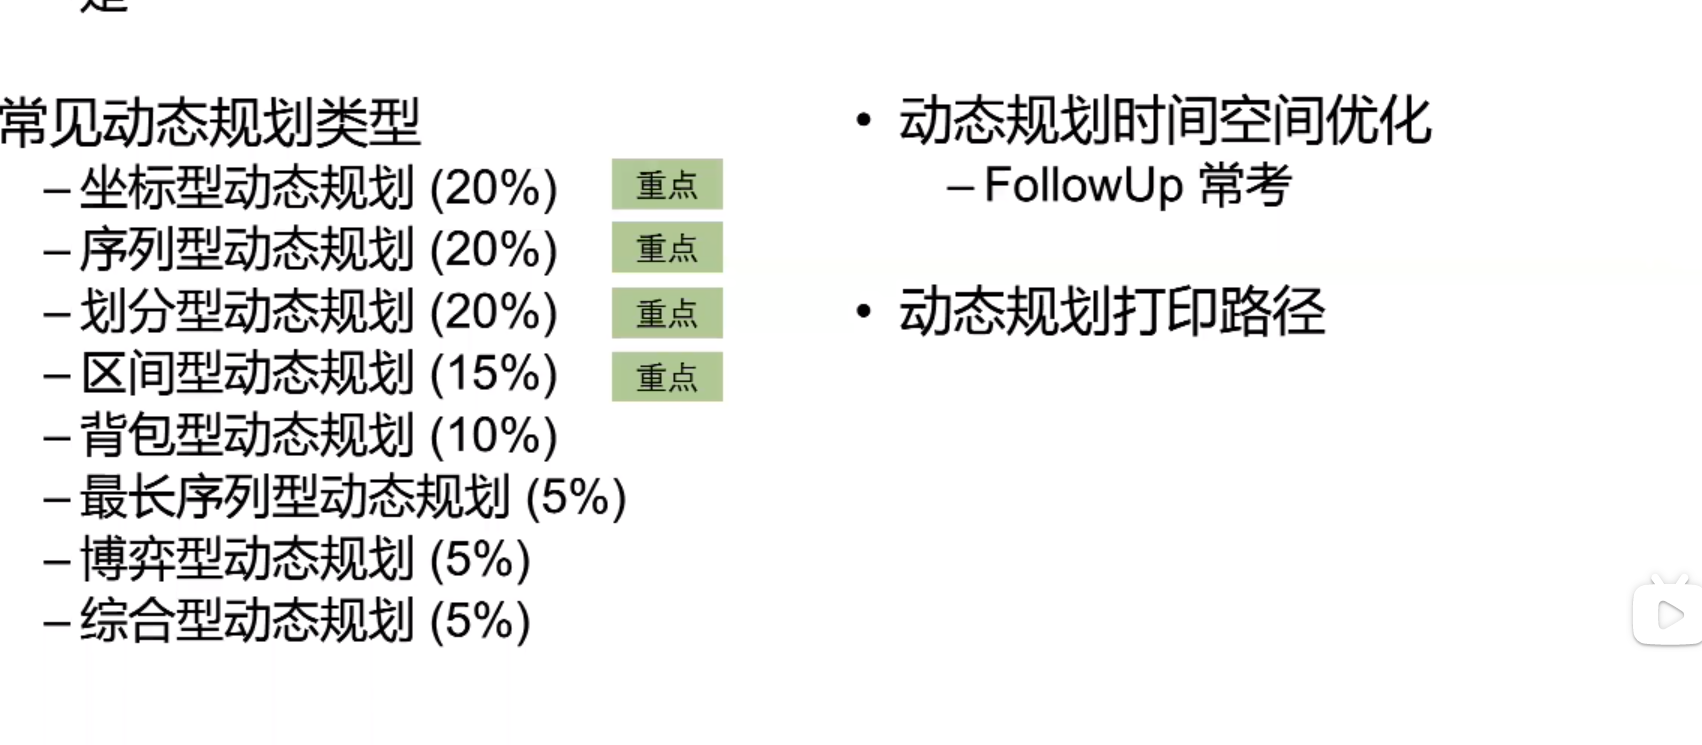 常见动态规划类型
– 坐标型动态规划 (20%) 重点
– 序列型动态规划 (20%) 重点
– 划分型动态规划 (20%) 重点
– 区间型动态规划 (15%) 重点
– 背包型动态规划 (10%)
– 最长序列型动态规划 (5%)
– 博弈型动态规划 (5%)
– 综合型动态规划 (5%)
• 动态规划时间空间优化
– FollowUp 常考
• 动态规划打印路径